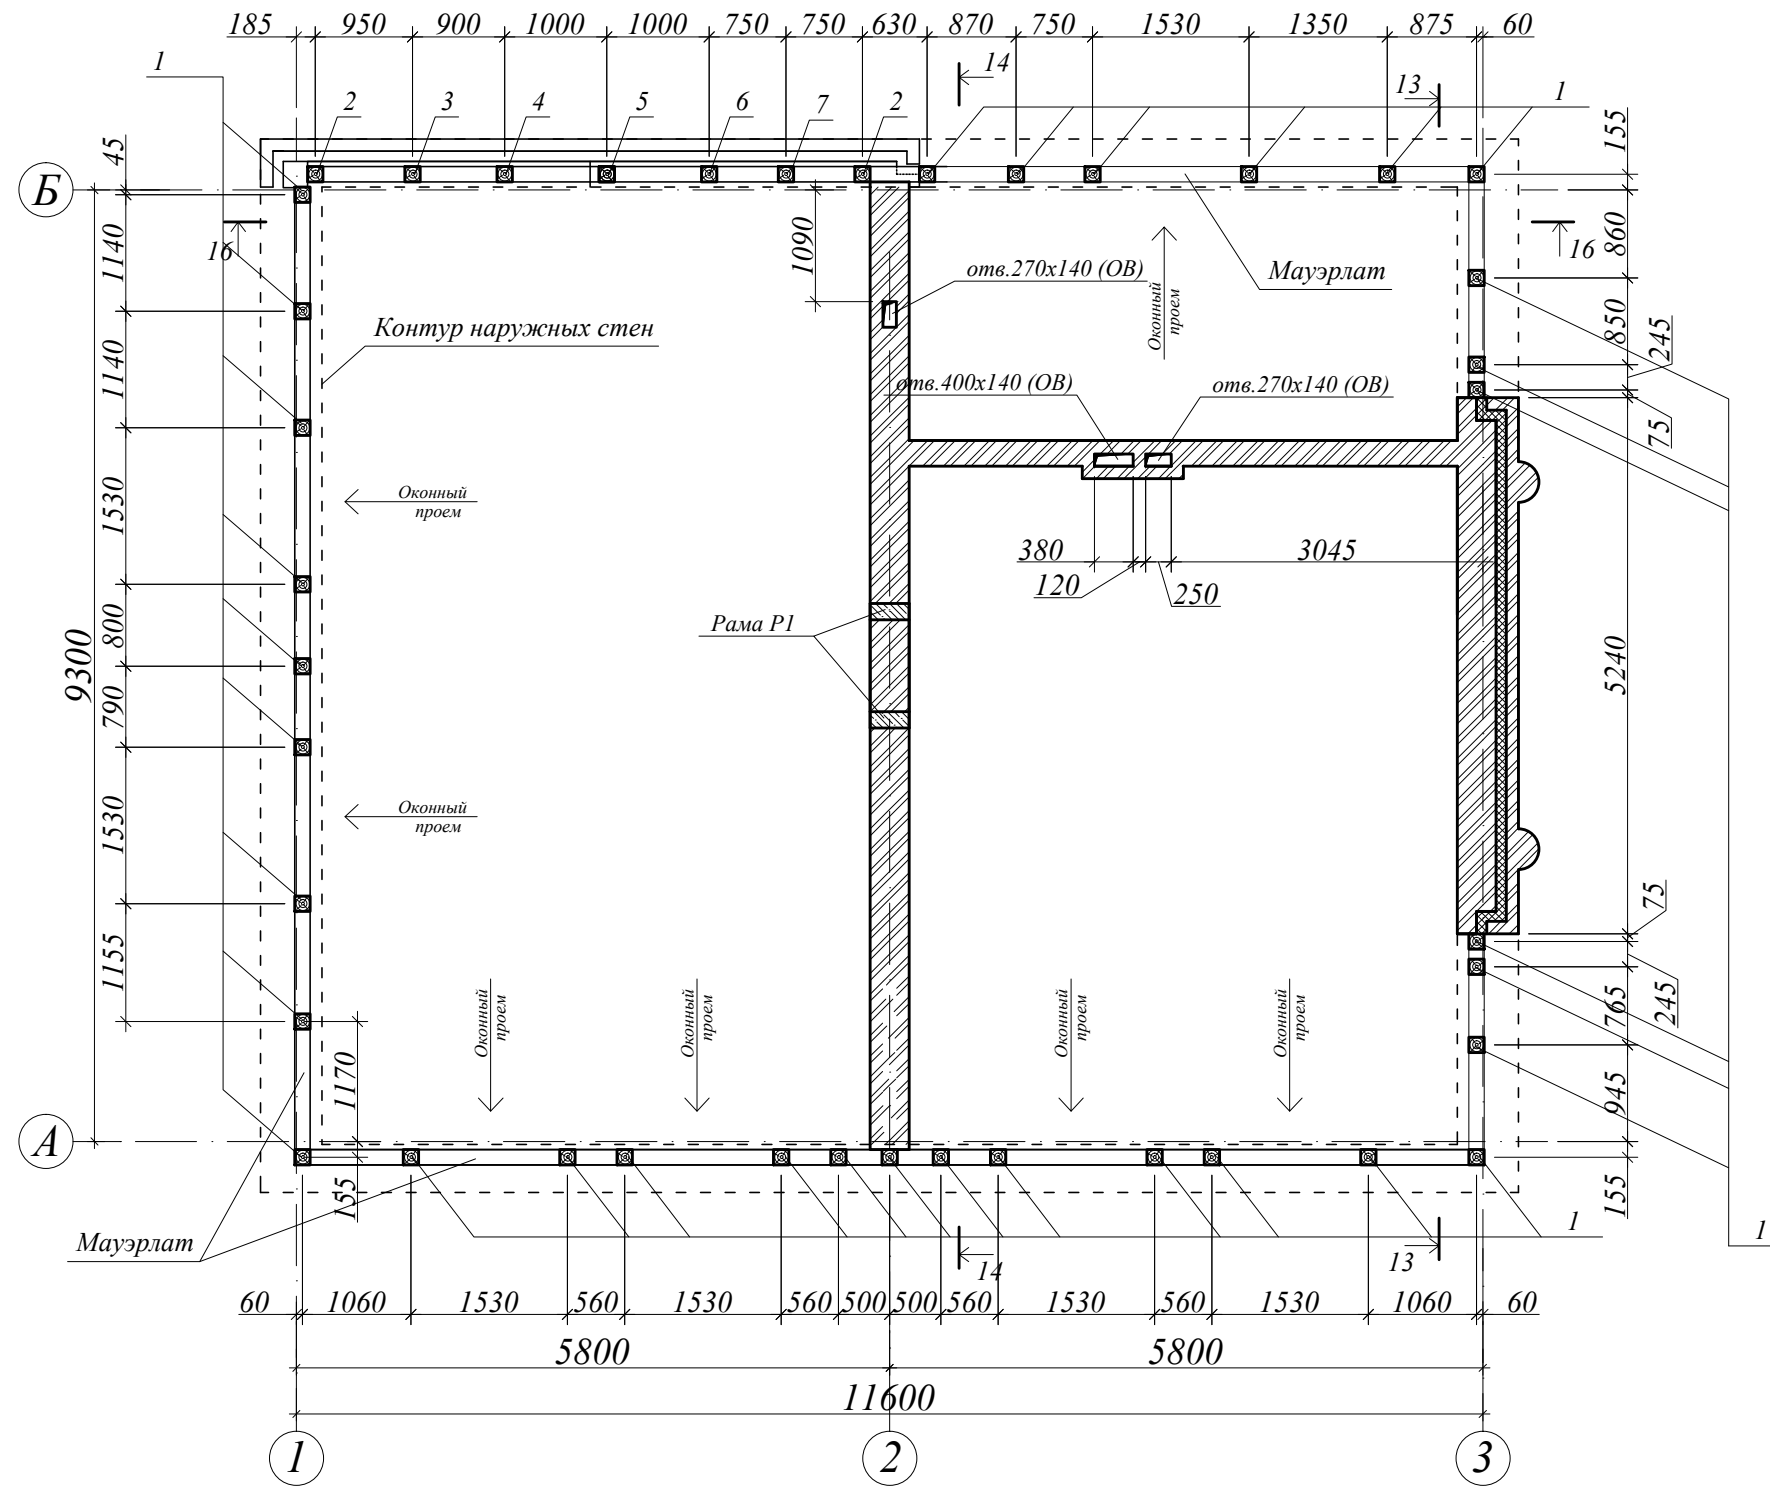 185 950 900 1000 1000 750 750 630 870 750 1530 1350 875 60
1 14 13 1
2 3 4 5 6 7 2
155
45
Б
16
16
860
1140
1090
отв.270х140 (ОВ)
Мауэрлат
Оконный
проем
Контур наружных стен
850
245
1140
отв.400х140 (ОВ)
отв.270х140 (ОВ)
75
1530
Оконный
проем
380
120
250
3045
800
Рама Р1
9300
5240
790
1530
Оконный
проем
75
1155
245
765
Оконный
проем
Оконный
проем
Оконный
проем
Оконный
проем
1170
945
А
155
155
Мауэрлат
14
13
1
1
60 1060 1530 560 1530 560 500 500 560 1530 560 1530 1060 60
5800 5800
11600
1 2 3